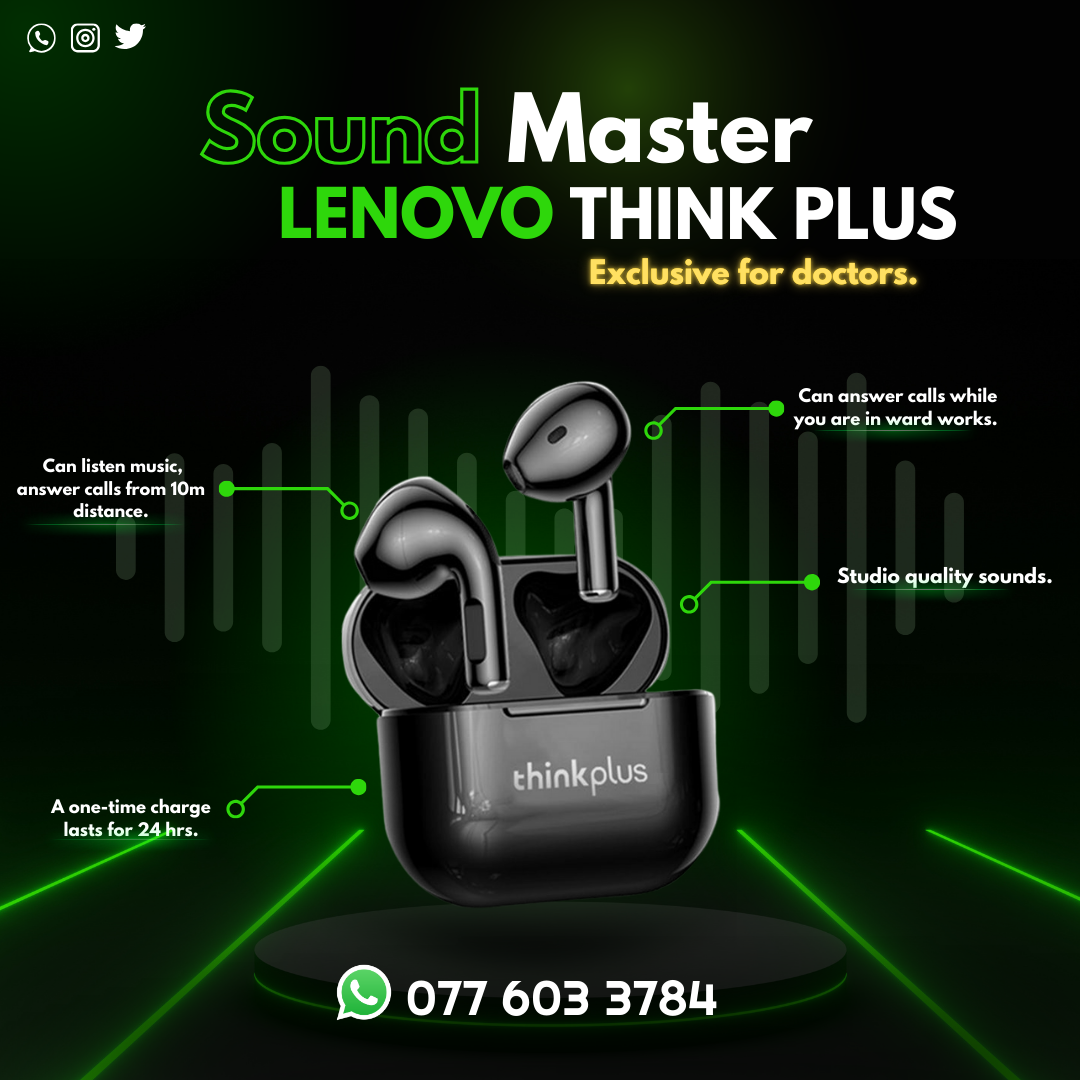 Sound Master
LENOVO THINK PLUS
Exclusive for doctors.
Can answer calls while
you are in ward works.
Can listen music,
answer calls from 10m
distance.
Studio quality sounds.
thinkplus
A one-time charge
lasts for 24 hrs.
077 603 3784